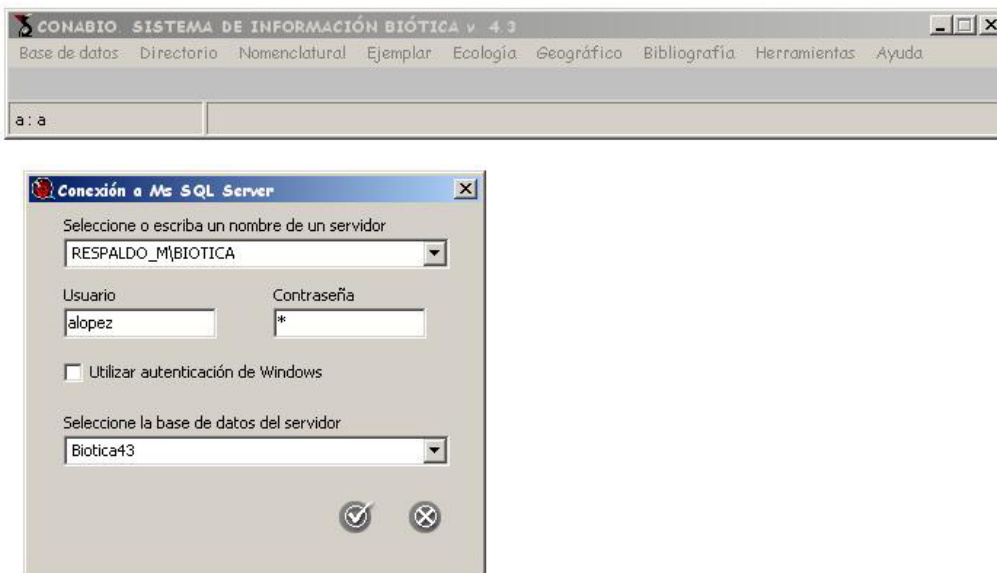 CONABIO. SISTEMA DE INFORMACIÓN BIÓTICA v 4.3
Base de datos Directorio Nomenclatural Ejemplar Ecología Geográfico Bibliografía Herramientas Ayuda
a: a
Conexión a Ms SQL Server
Seleccione o escriba un nombre de un servidor
RESPALDO_M\BIOTICA
Usuario Contraseña
alopez *
Utilizar autenticación de Windows
Seleccione la base de datos del servidor
Biotica43